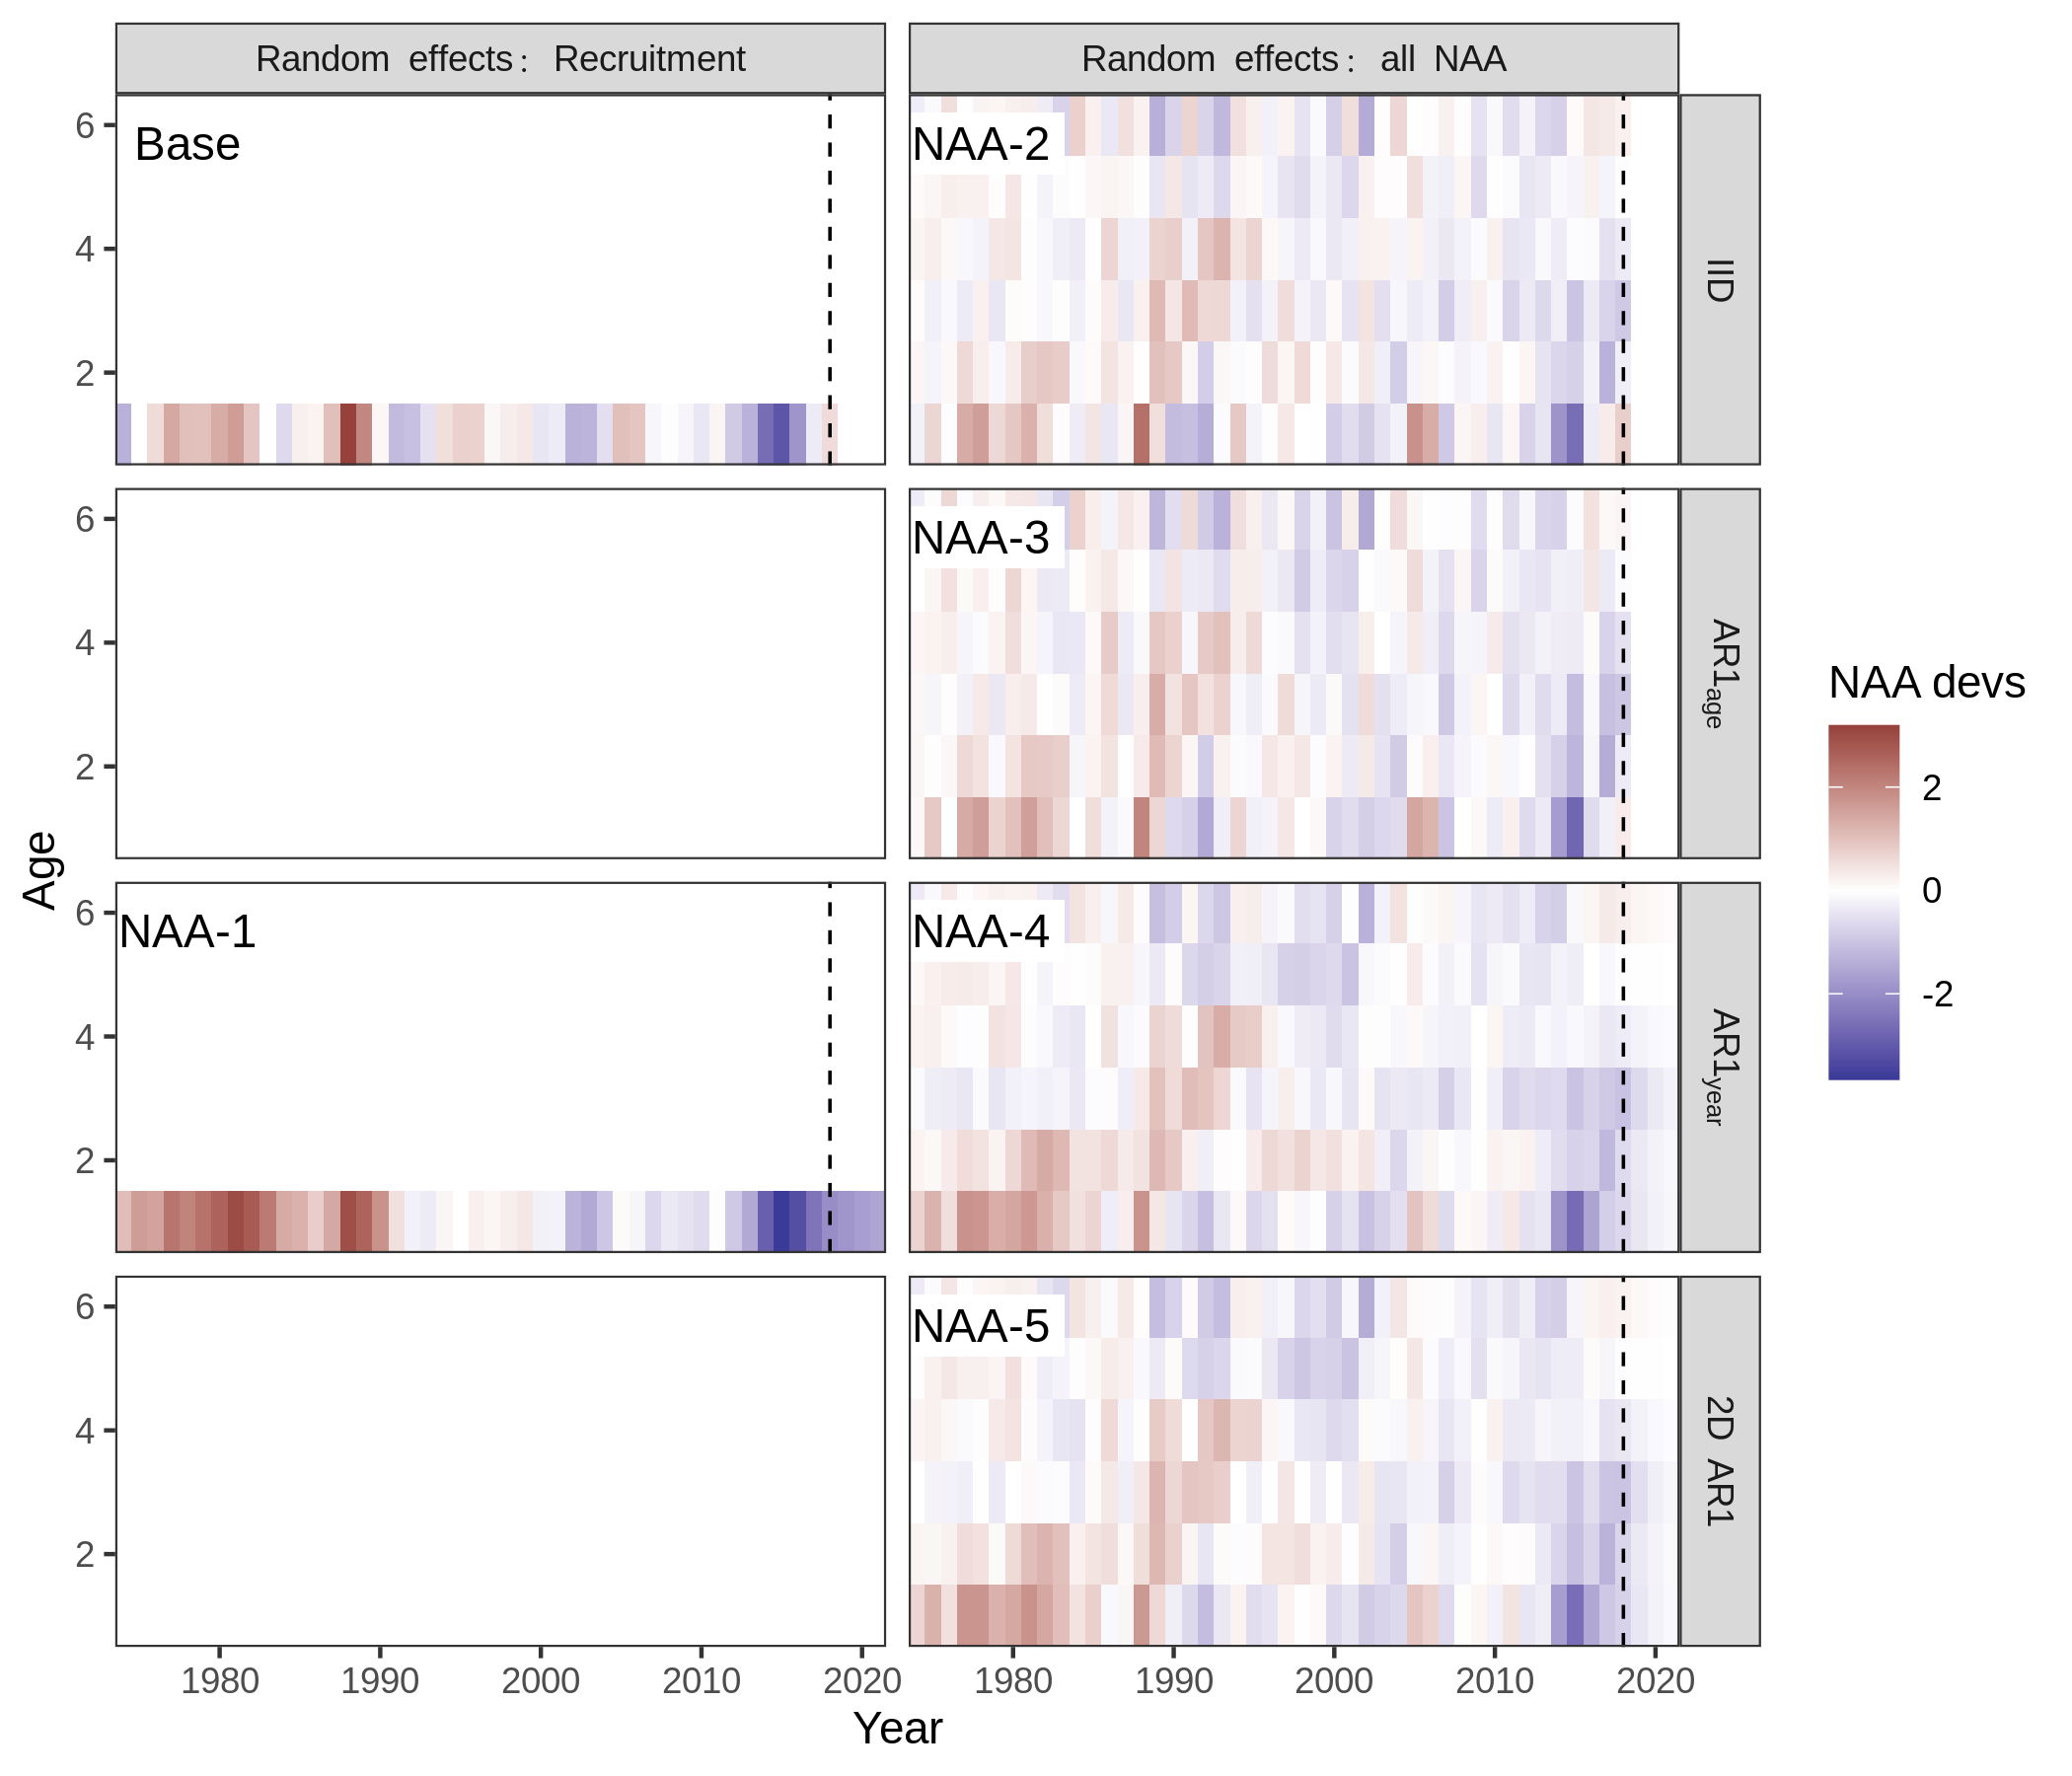 Random effects: Recruitment
Random effects: all NAA
6
4
2
Base
NAA-2
IID
6
4
2
NAA-3
AR1age
6
4
2
NAA-1
NAA-4
AR1year
6
4
2
NAA-5
2D AR1
1980
1990
2000
2010
2020
1980
1990
2000
2010
2020
Age
Year
NAA devs
2
0
-2